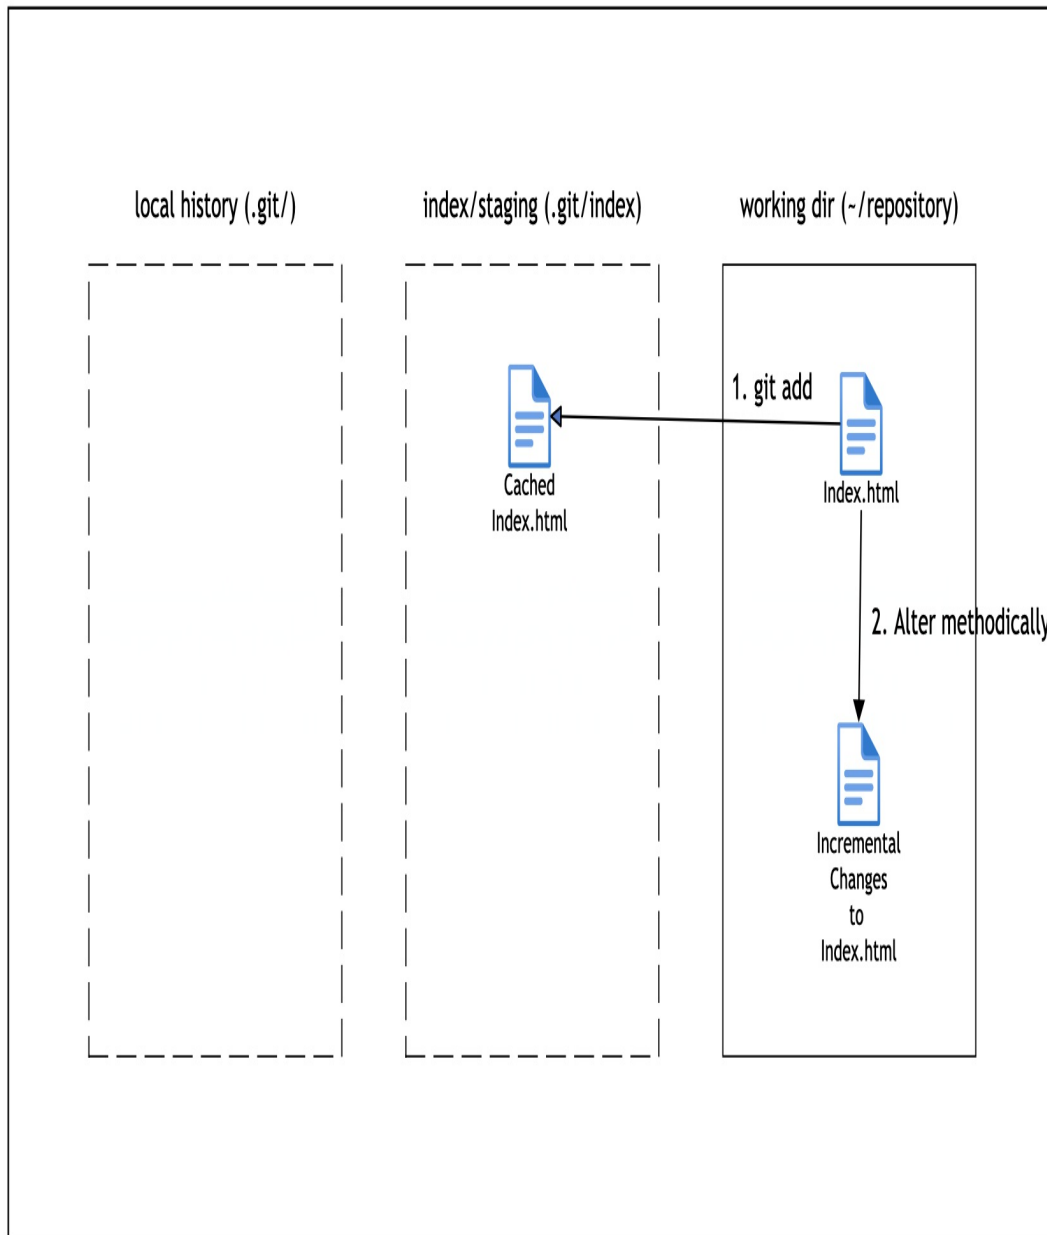 local history (.git/)
index/staging (.git/index)
working dir (~/repository)
1. git add
Cached
Index.html
Index.html
2. Alter methodically
Incremental
Changes
to
Index.html